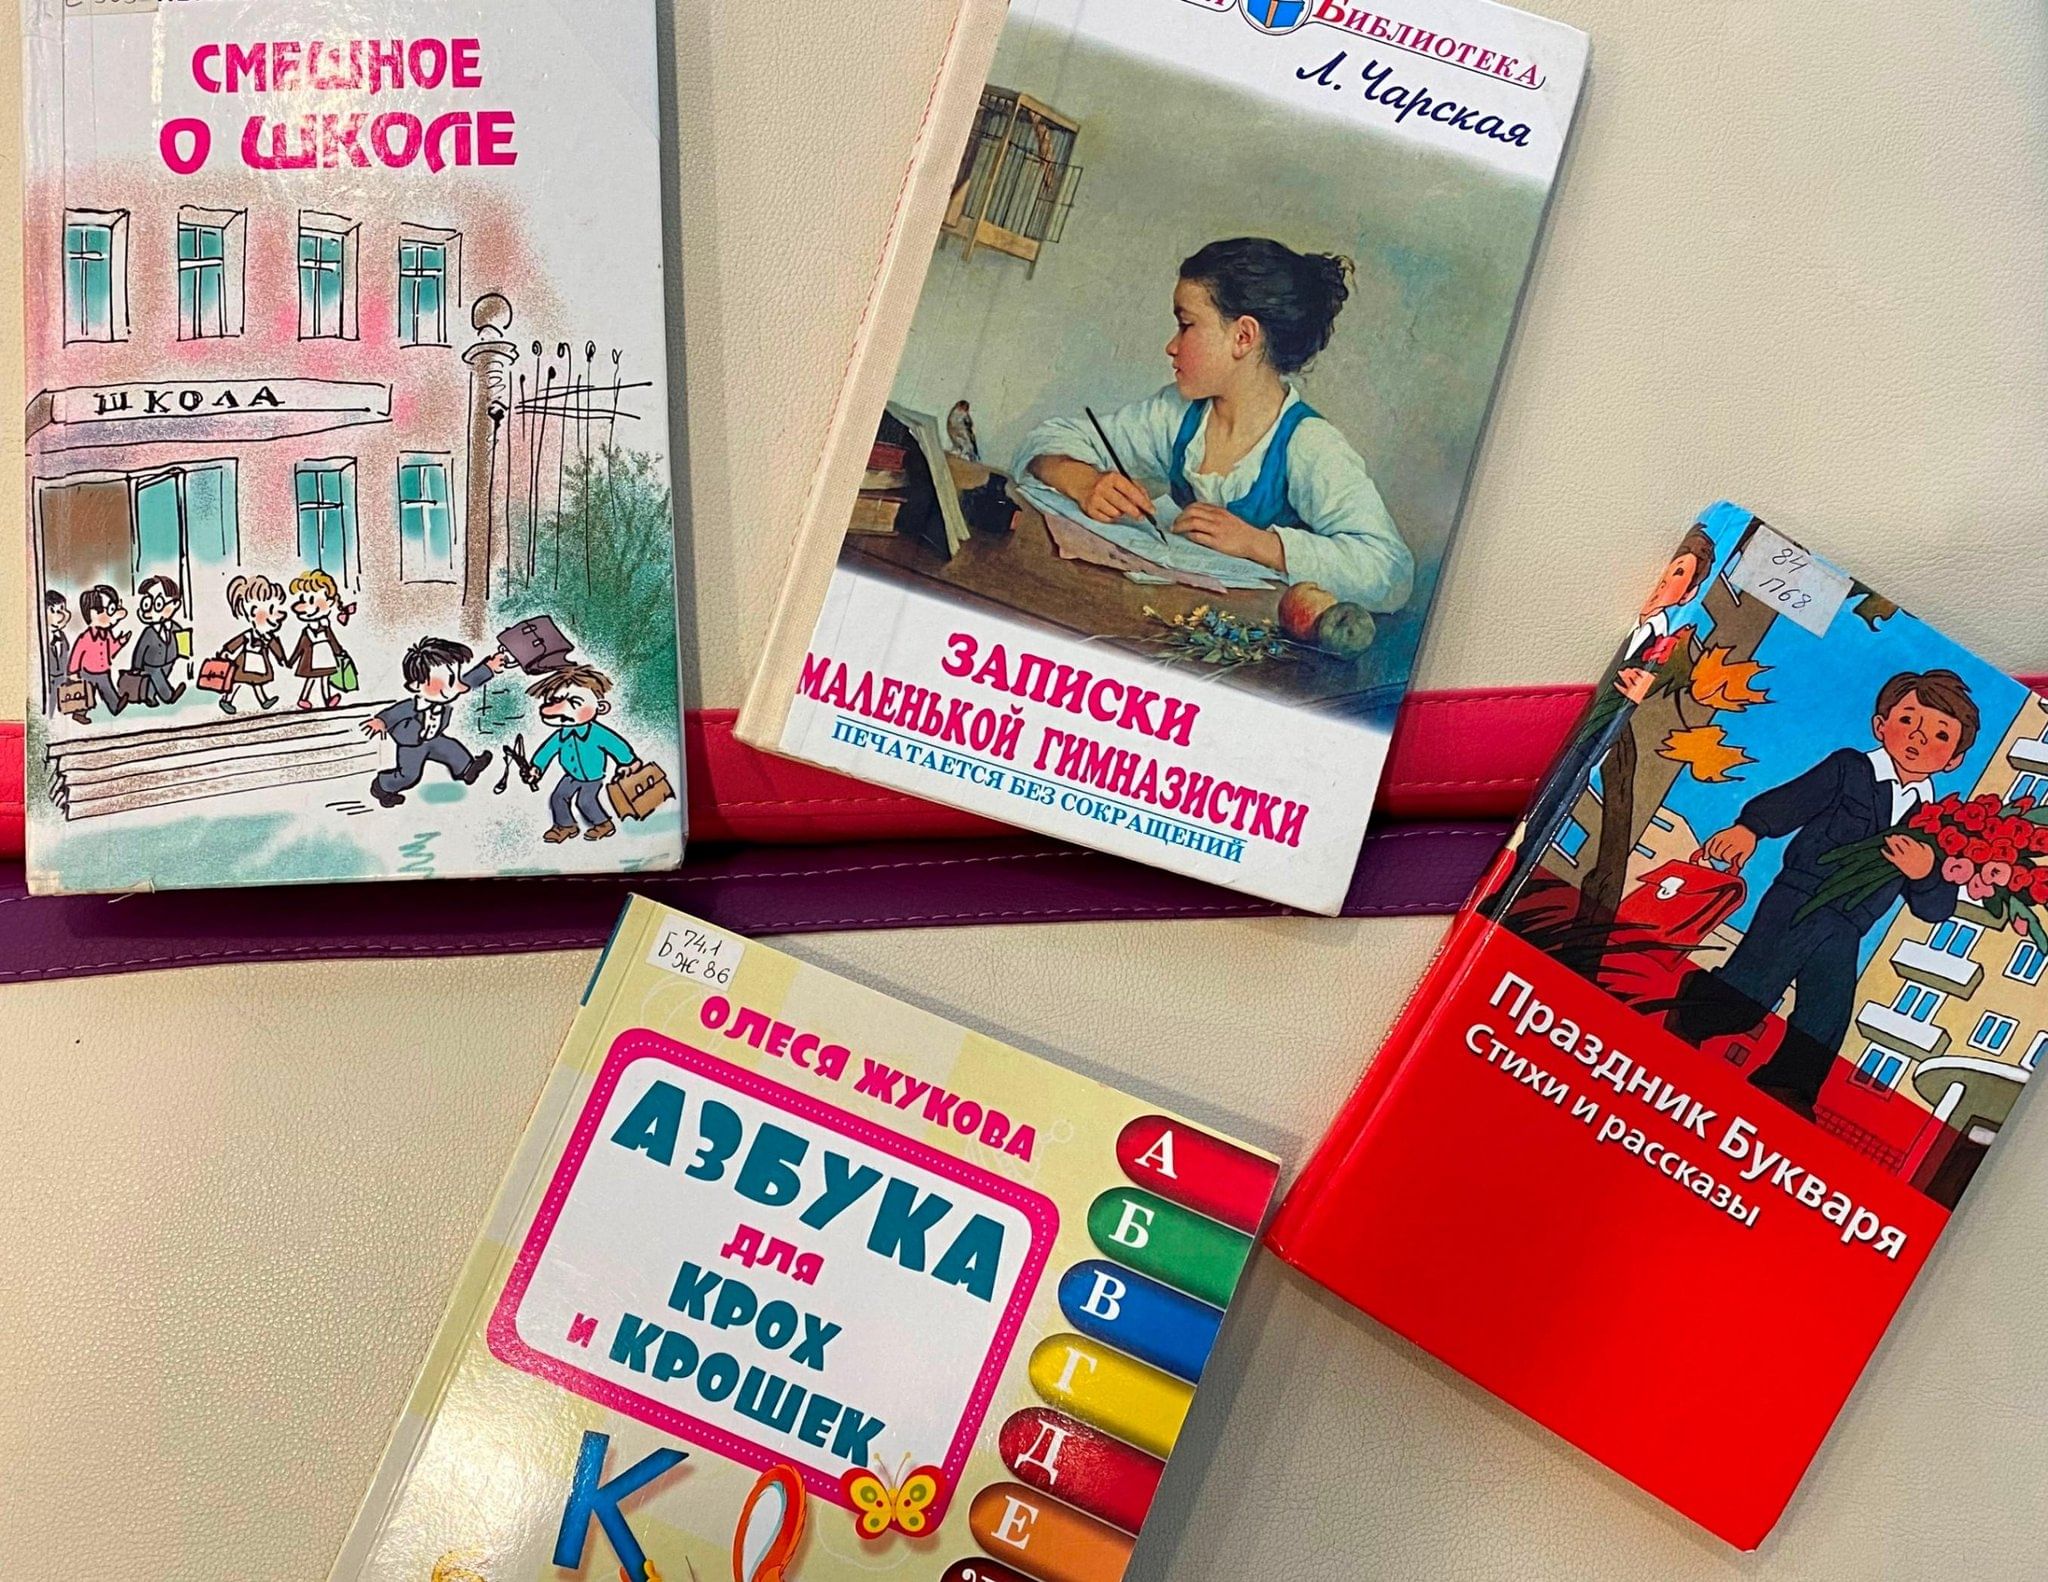 СМЕШНОЕ
О ШКОЛЕ
ШКОЛА
БИБЛИОТЕКА
Л. Чарская
ЗАПИСКИ
МАЛЕНЬКОЙ ГИМНАЗИСТКИ
ПЕЧАТАЕТСЯ БЕЗ СОКРАЩЕНИЙ
84
П68
Праздник Букваря
Стихи и рассказы
74.1
Б Ж 86
ОЛЕСЯ ЖУКОВА
АЗБУКА
для
КРОХ
и КРОШЕК
А
Б
В
Г
Д
Е
К